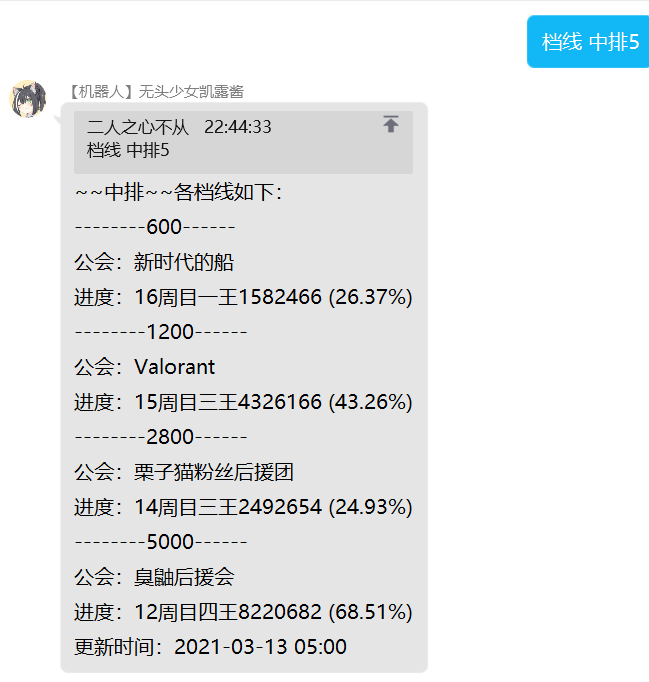 档线 中排5
【机器人】无头少女凯露酱
二人之心不从 22:44:33
档线 中排5
~~中排~~各档线如下：
--------600------
公会：新时代的船
进度：16周目一王1582466 (26.37%)
--------1200------
公会：Valorant
进度：15周目三王4326166 (43.26%)
--------2800------
公会：栗子猫粉丝后援团
进度：14周目三王2492654 (24.93%)
--------5000------
公会：臭鼬后援会
进度：12周目四王8220682 (68.51%)
更新时间：2021-03-13 05:00